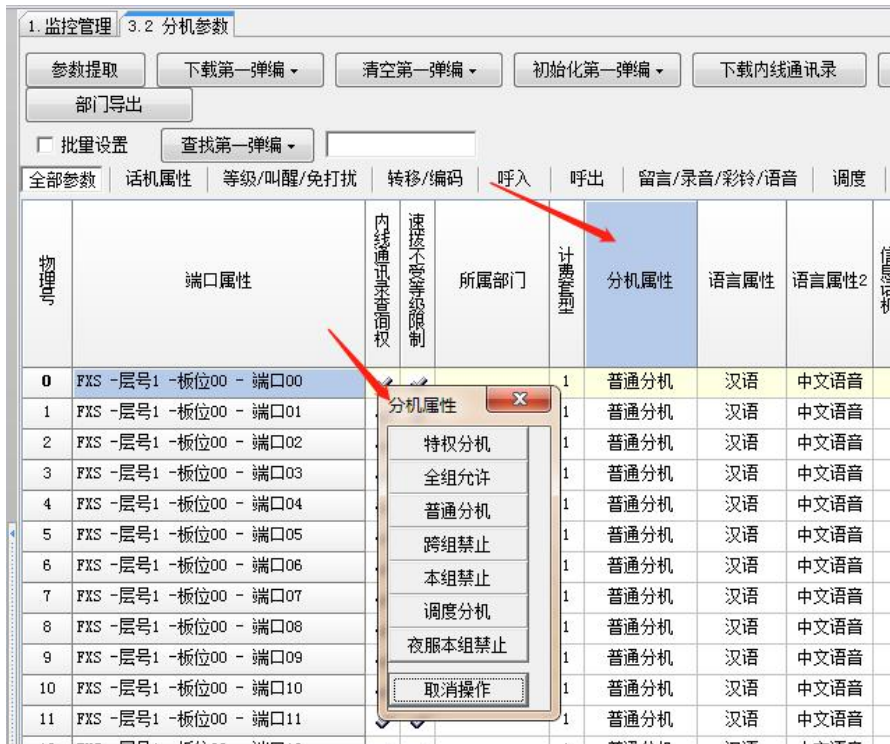 1.监控管理 3.2 分机参数
参数提取 下载第一弹编 清空第一弹编 初始化第一弹编 下载内线通讯录
部门导出
批量设置 查找第一弹编
全部参数 话机属性 等级/叫醒/免打扰 转移/编码 呼入 呼出 留言/录音/彩铃/语音 调度
物理号 端口属性 内线通讯录查询权 速拨不受等级限制 所属部门 计费套型 分机属性 语言属性 语言属性2 信息话机
0 FXS -层号1 -板位00 - 端口00 1 普通分机 汉语 中文语音
1 FXS -层号1 -板位00 - 端口01 1 普通分机 汉语 中文语音
2 FXS -层号1 -板位00 - 端口02 1 普通分机 汉语 中文语音
3 FXS -层号1 -板位00 - 端口03 1 普通分机 汉语 中文语音
4 FXS -层号1 -板位00 - 端口04 1 普通分机 汉语 中文语音
5 FXS -层号1 -板位00 - 端口05 1 普通分机 汉语 中文语音
6 FXS -层号1 -板位00 - 端口06 1 普通分机 汉语 中文语音
7 FXS -层号1 -板位00 - 端口07 1 普通分机 汉语 中文语音
8 FXS -层号1 -板位00 - 端口08 1 普通分机 汉语 中文语音
9 FXS -层号1 -板位00 - 端口09 1 普通分机 汉语 中文语音
10 FXS -层号1 -板位00 - 端口10 1 普通分机 汉语 中文语音
11 FXS -层号1 -板位00 - 端口11 1 普通分机 汉语 中文语音
分机属性
特权分机
全组允许
普通分机
跨组禁止
本组禁止
调度分机
夜服本组禁止
取消操作